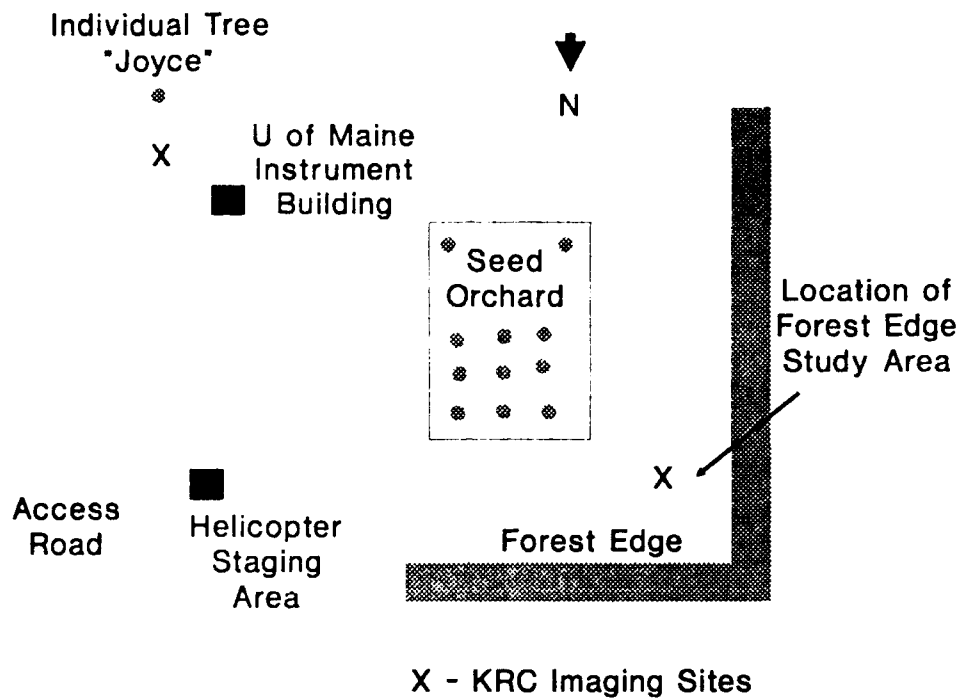 Individual Tree
"Joyce"
N
X
U of Maine
Instrument
Building
Seed
Orchard
Location of
Forest Edge
Study Area
X
Access
Road
Helicopter
Staging
Area
Forest Edge
X - KRC Imaging Sites